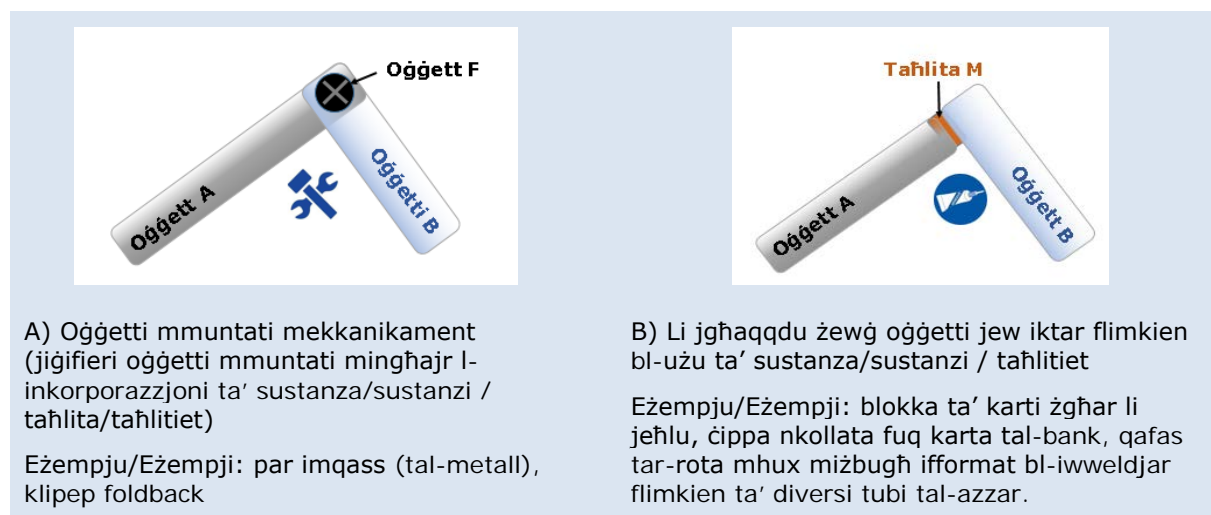 Oġġett F
Oġġett A
Oġġetti B
Taħlita M
Oġġett A
Oġġett B
A) Oġġetti mmuntati mekkanikament
(jiġifieri oġġetti mmuntati mingħajr l-
inkorporazzjoni ta’ sustanza/sustanzi /
taħlita/taħlitiet)
Eżempju/Eżempji: par imqass (tal-metall),
klipep foldback
B) Li jgħaqqdu żewġ oġġetti jew iktar flimkien
bl-użu ta’ sustanza/sustanzi / taħlitiet
Eżempju/Eżempji: blokka ta’ karti żgħar li
jeħlu, ċippa nkollata fuq karta tal-bank, qafas
tar-rota mhux miżbugħ ifformat bl-iwweldjar
flimkien ta’ diversi tubi tal-azzar.